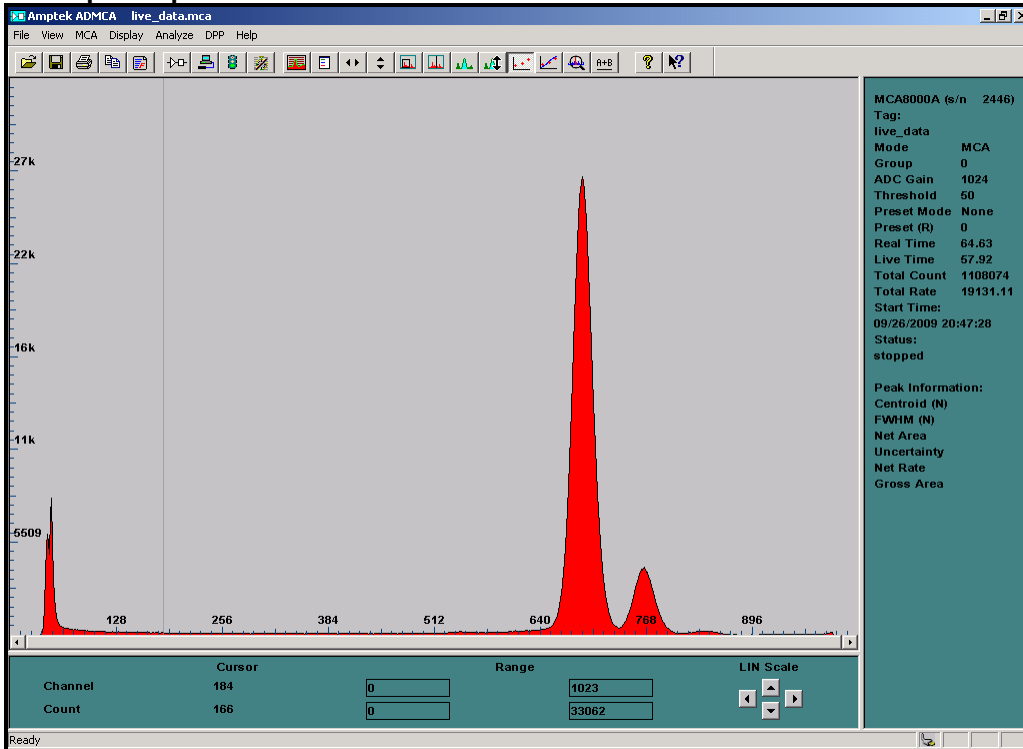 Amptek ADMCA live_data.mca
File View MCA Display Analyze DPP Help
A+B
27k
22k
16k
11k
5509
128 256 384 512 640 768 896
MCA8000A (s/n 2446)
Tag:
live_data
Mode MCA
Group 0
ADC Gain 1024
Threshold 50
Preset Mode None
Preset (R) 0
Real Time 64.63
Live Time 57.92
Total Count 1108074
Total Rate 19131.11
Start Time:
09/26/2009 20:47:28
Status:
stopped
Peak Information:
Centroid (N)
FWHM (N)
Net Area
Uncertainty
Net Rate
Gross Area
Cursor Range LIN Scale
Channel 184 0 1023
Count 166 0 33062
Ready